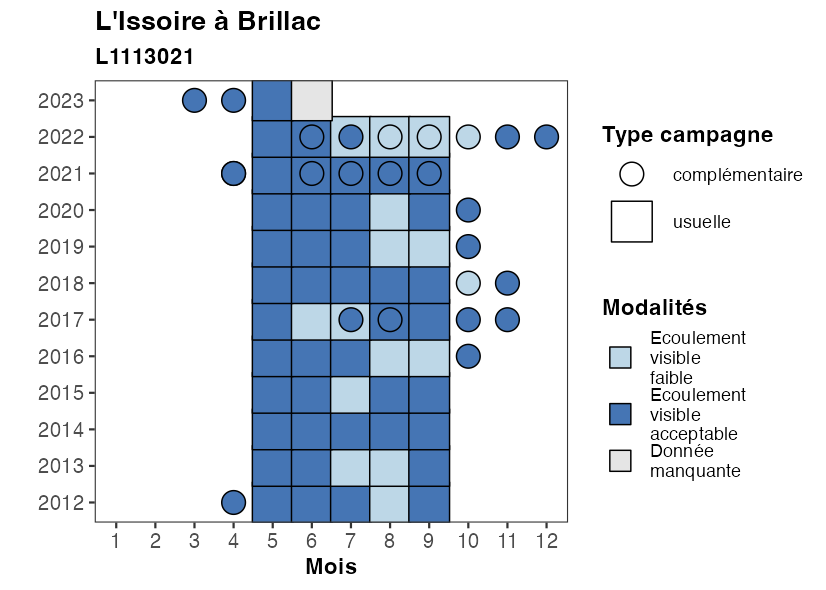 L'Issoire à Brillac
L1113021
2023
2022
2021
2020
2019
2018
2017
2016
2015
2014
2013
2012
1 2 3 4 5 6 7 8 9 10 11 12
Mois
Type campagne
complémentaire
usuelle
Modalités
Ecoulement
visible
faible
Ecoulement
visible
acceptable
Donnée
manquante